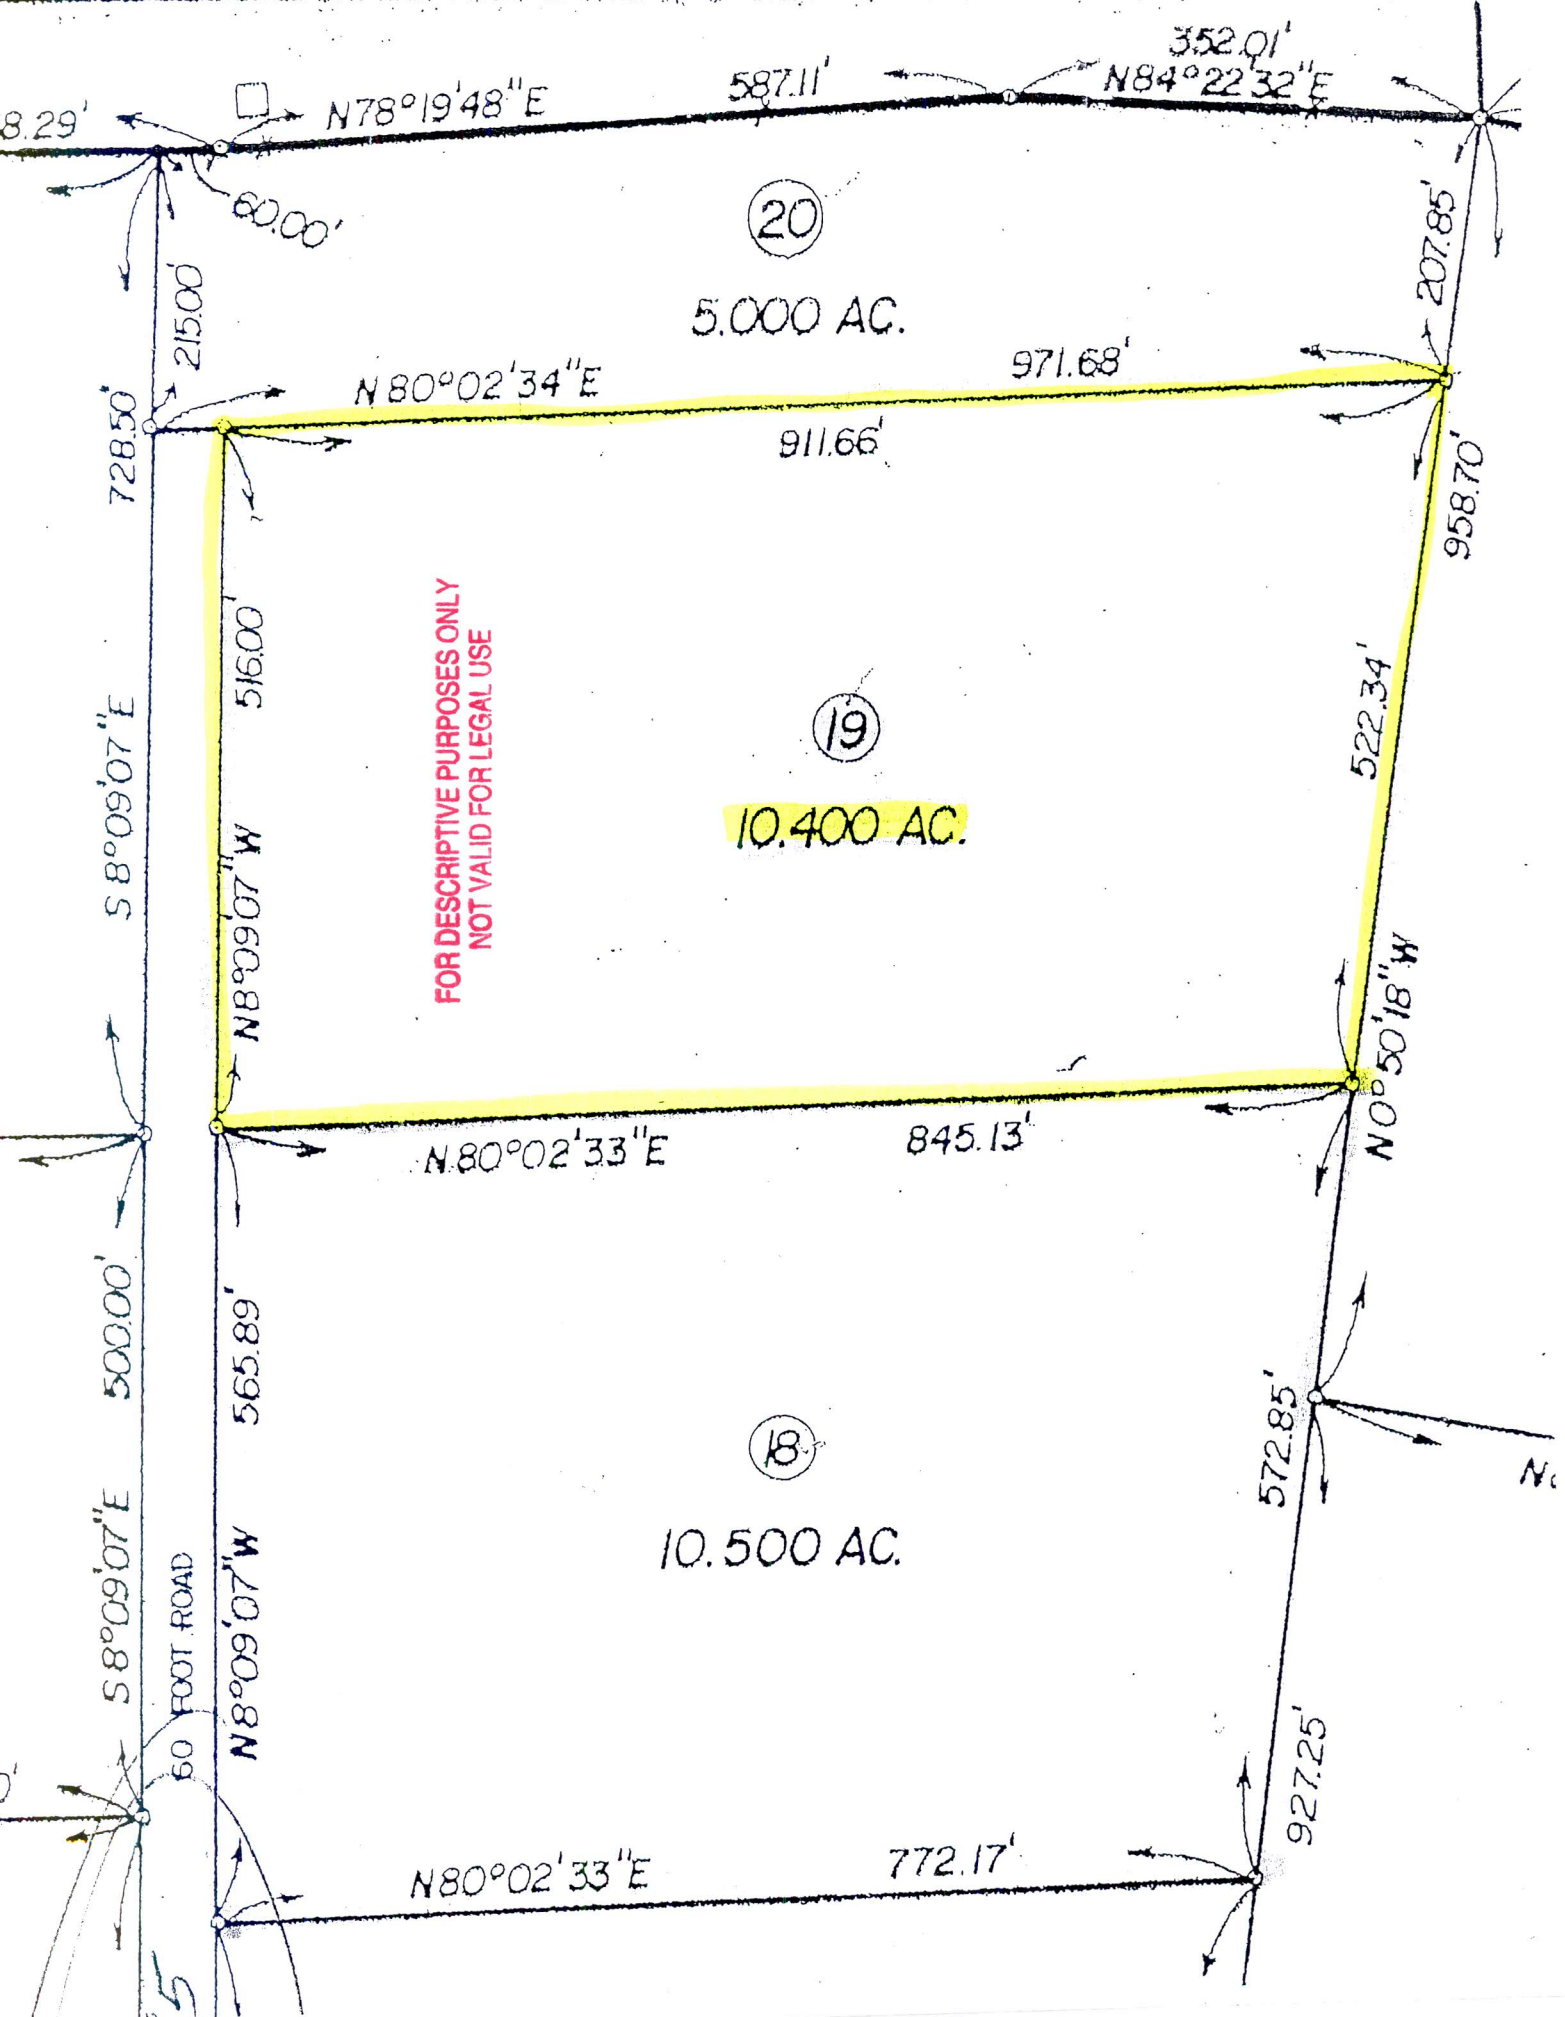 352.01'
N84°22'32"E
587.11'
N78°19'48"E
8.29'
60.00'
20
5.000 AC.
207.85'
215.00'
728.50'
971.68'
N80°02'34"E
911.66'
958.70'
516.00'
FOR DESCRIPTIVE PURPOSES ONLY
NOT VALID FOR LEGAL USE
19
10.400 AC.
522.34'
S8°09'07"E
N8°09'07"W
N0°50'18"W
845.13'
N80°02'33"E
500.00'
565.89'
18
10.500 AC.
572.85'
S8°09'07"E
60 FOOT ROAD
N8°09'07"W
927.25'
772.17'
N80°02'33"E
5